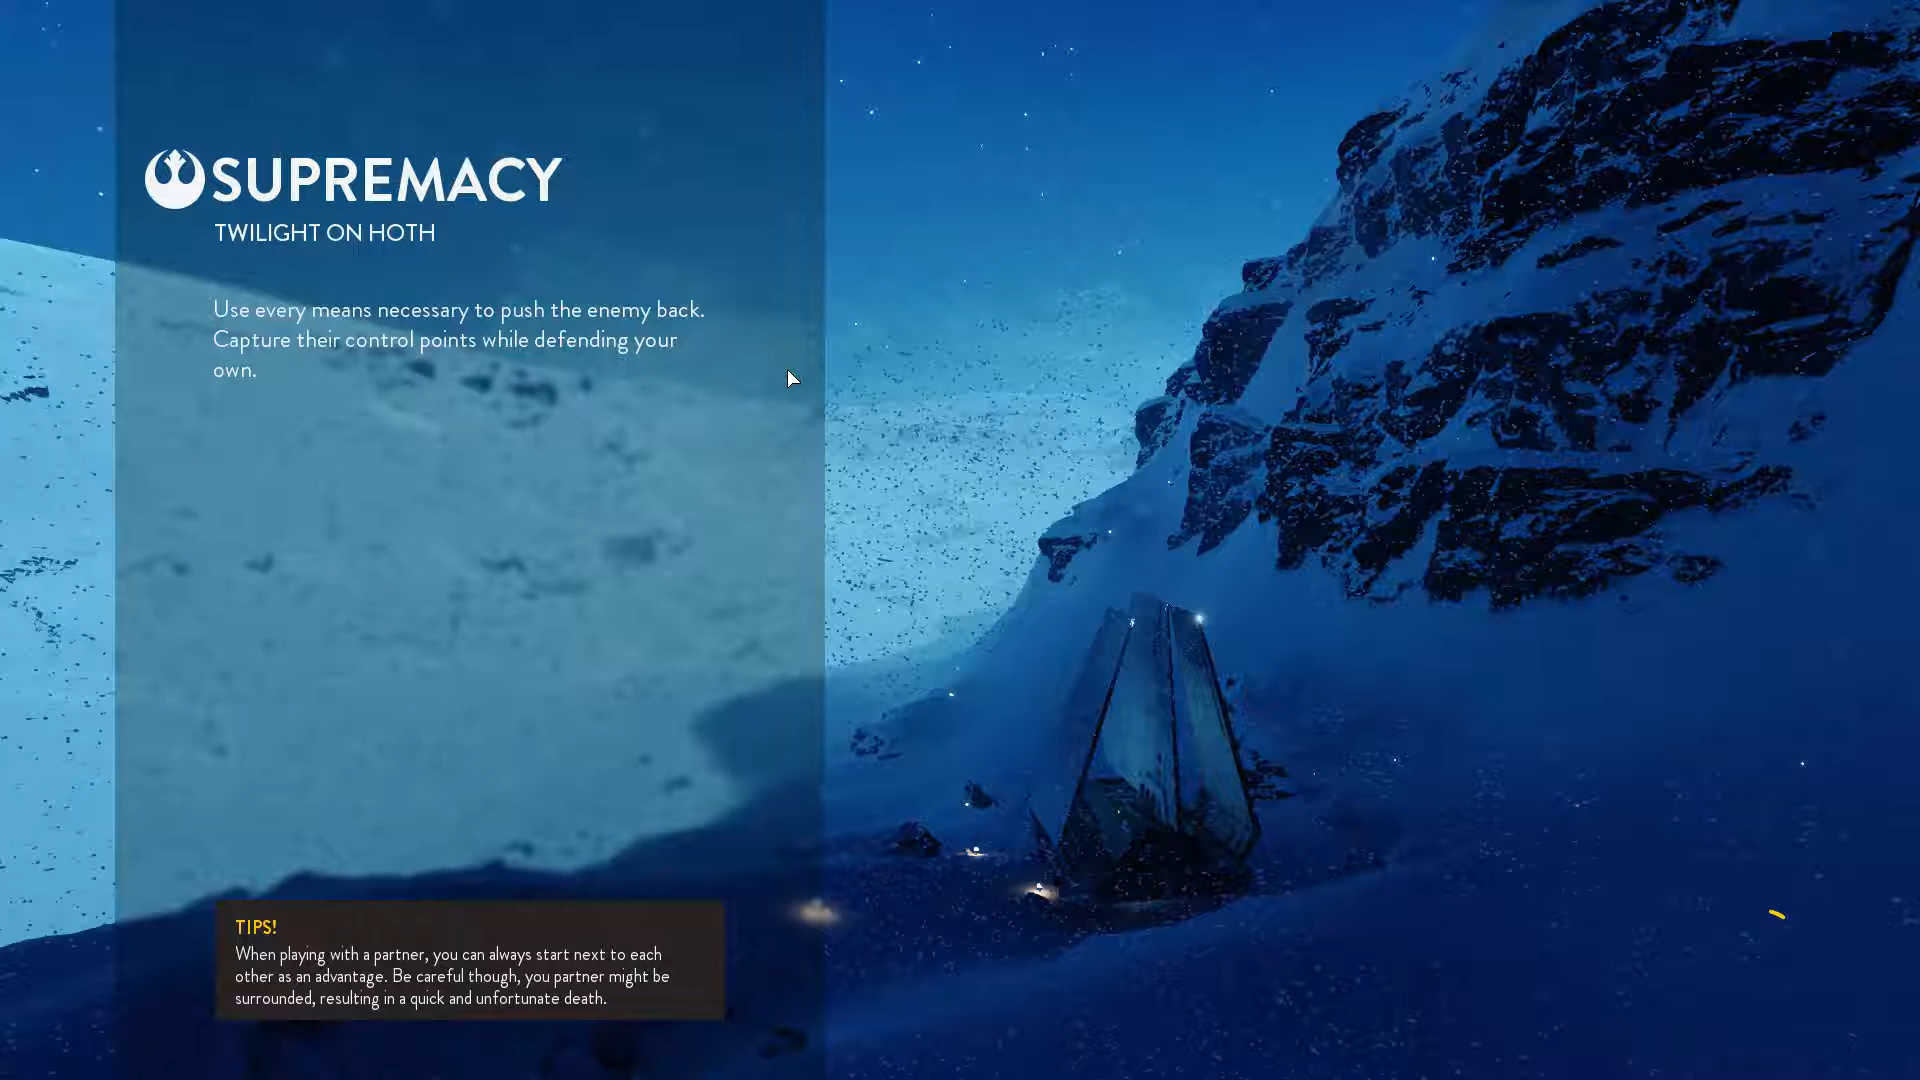 SUPREMACY
TWILIGHT ON HOTH
Use every means necessary to push the enemy back.
Capture their control points while defending your
own.
TIPS!
When playing with a partner, you can always start next to each
other as an advantage. Be careful though, you partner might be
surrounded, resulting in a quick and unfortunate death.